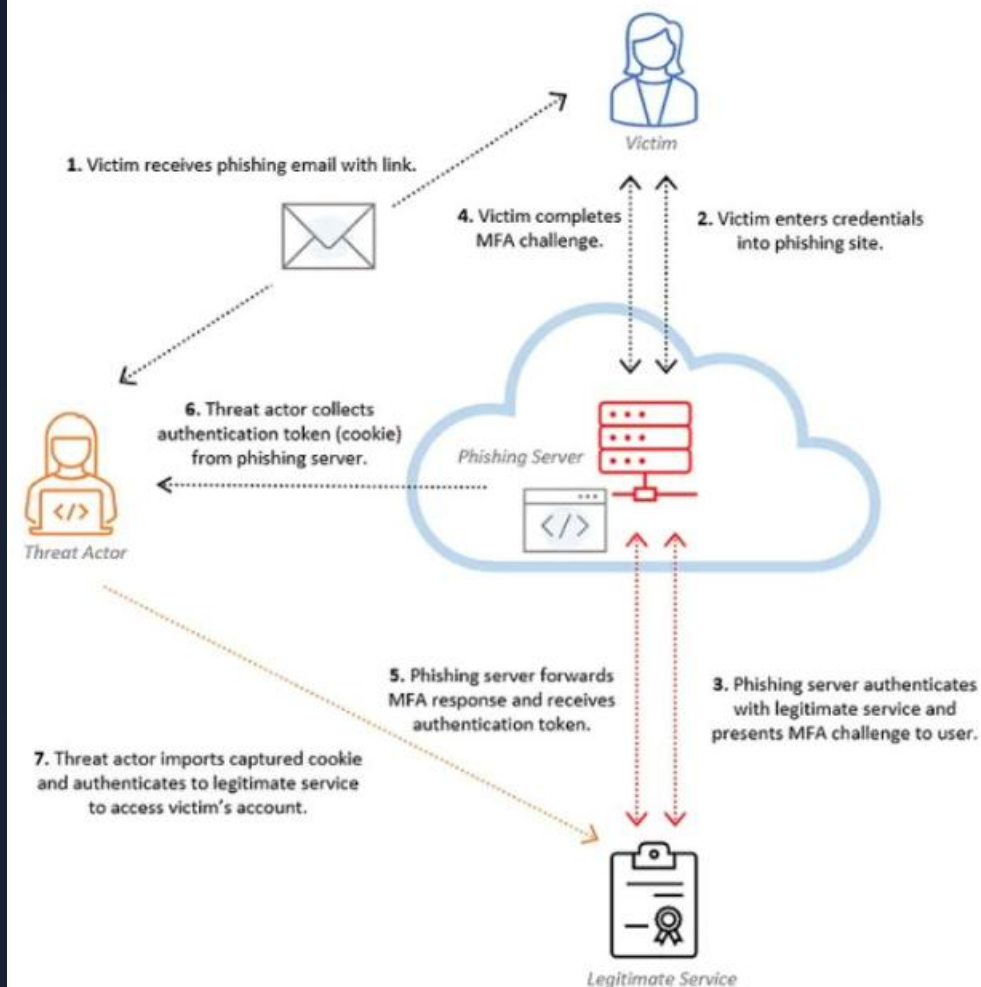 Victim
1. Victim receives phishing email with link.
4. Victim completes
MFA challenge.
2. Victim enters credentials
into phishing site.
6. Threat actor collects
authentication token (cookie)
from phishing server.
Phishing Server
</>
</>
Threat Actor
5. Phishing server forwards
MFA response and receives
authentication token.
3. Phishing server authenticates
with legitimate service and
presents MFA challenge to user.
7. Threat actor imports captured cookie
and authenticates to legitimate service
to access victim's account.
Legitimate Service